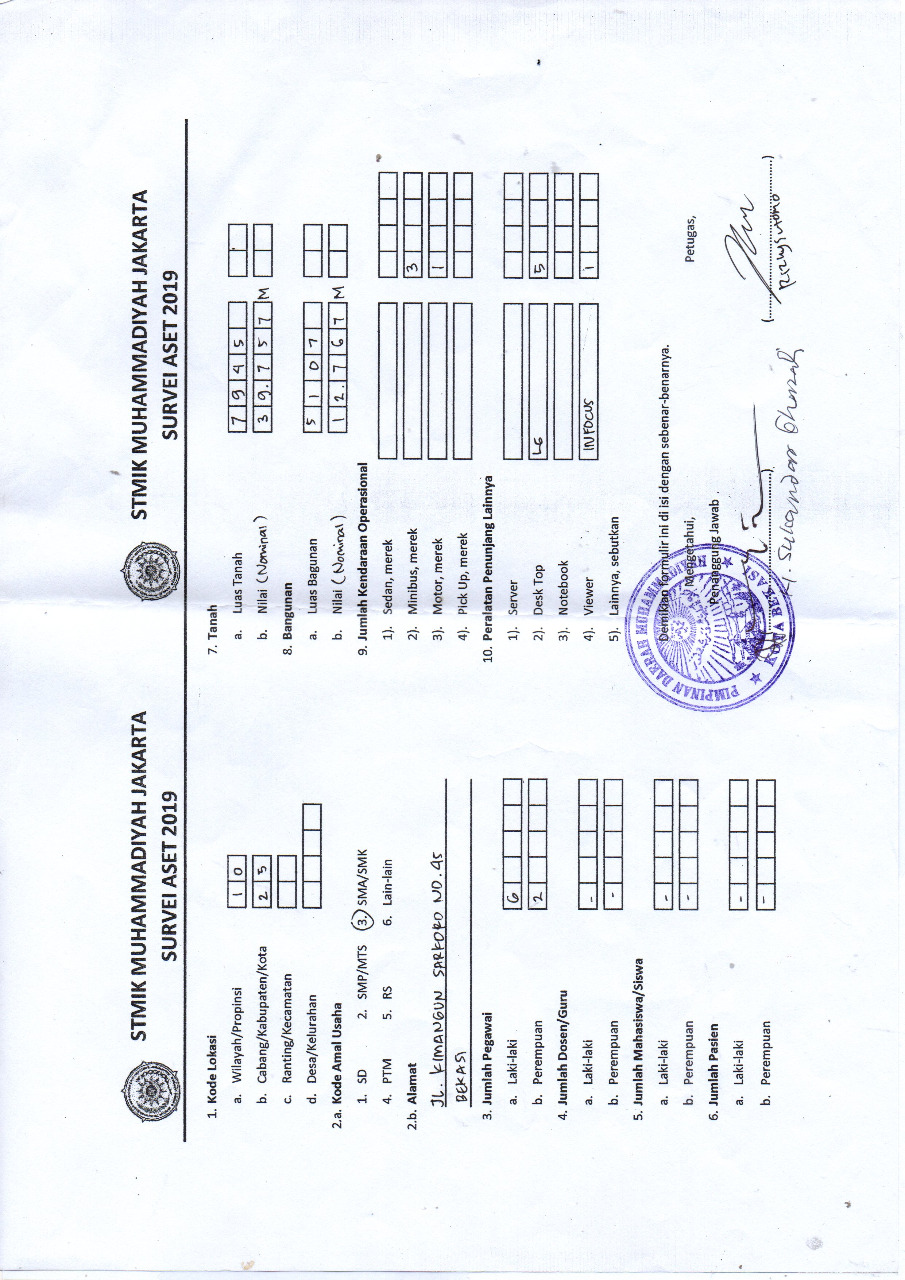 STMIK MUHAMMADIYAH JAKARTA
SURVEI ASET 2019
1. Kode Lokasi
a. Wilayah/Propinsi 1 0
b. Cabang/Kabupaten/Kota 2 5
c. Ranting/Kecamatan
d. Desa/Kelurahan
2.a. Kode Amal Usaha
1. SD 2. SMP/MTS 3. SMA/SMK
4. PTM 5. RS 6. Lain-lain
2.b. Alamat
JL. KIMANGUN SARKORO NO. 45
BEKASI
3. Jumlah Pegawai
a. Laki-laki 6
b. Perempuan 2
4. Jumlah Dosen/Guru
a. Laki-laki -
b. Perempuan -
5. Jumlah Mahasiswa/Siswa
a. Laki-laki -
b. Perempuan -
6. Jumlah Pasien
a. Laki-laki -
b. Perempuan -
STMIK MUHAMMADIYAH JAKARTA
SURVEI ASET 2019
7. Tanah
a. Luas Tanah 7 9 4 5
b. Nilai (Nominal) 3 9. 7 5 7 M
8. Bangunan
a. Luas Bagunan 5 1 0 7
b. Nilai (Nominal) 1 2. 7 6 7 M
9. Jumlah Kendaraan Operasional
1). Sedan, merek
2). Minibus, merek 3
3). Motor, merek 1
4). Pick Up, merek
10. Peralatan Penunjang Lainnya
1). Server
2). Desk Top LG 5
3). Notebook
4). Viewer INFOCUS 1
5). Lainnya, sebutkan
Demikian formulir ini di isi dengan sebenar-benarnya.
Mengetahui,
Penanggung Jawab Petugas,
PIMPINAN DAERAH MUHAMMADIYAH
KOTA BEKASI